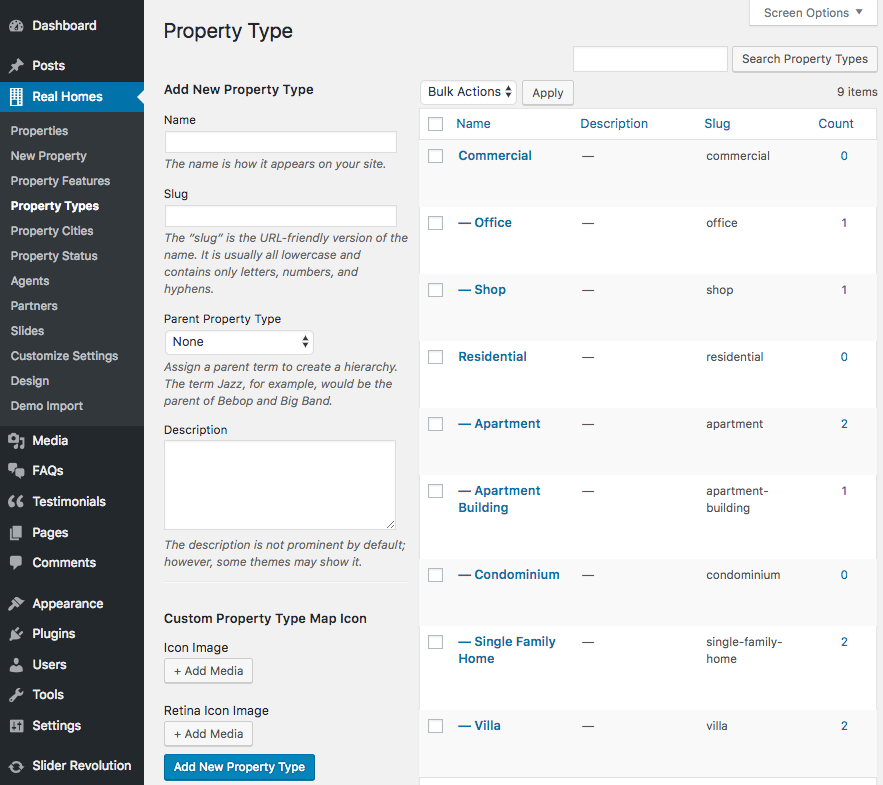 Dashboard
Posts
Real Homes
Properties
New Property
Property Features
Property Types
Property Cities
Property Status
Agents
Partners
Slides
Customize Settings
Design
Demo Import
Media
FAQs
Testimonials
Pages
Comments
Appearance
Plugins
Users
Tools
Settings
Slider Revolution
Screen Options
Property Type
Search Property Types
Add New Property Type
Name
The name is how it appears on your site.
Slug
The “slug” is the URL-friendly version of the
name. It is usually all lowercase and
contains only letters, numbers, and
hyphens.
Parent Property Type
None
Assign a parent term to create a hierarchy.
The term Jazz, for example, would be the
parent of Bebop and Big Band.
Description
The description is not prominent by default;
however, some themes may show it.
Custom Property Type Map Icon
Icon Image
+ Add Media
Retina Icon Image
+ Add Media
Add New Property Type
Bulk Actions Apply 9 items
Name Description Slug Count
Commercial — commercial 0
— Office — office 1
— Shop — shop 1
Residential — residential 0
— Apartment — apartment 2
— Apartment — apartment- 1
Building building
— Condominium — condominium 0
— Single Family — single-family- 2
Home home
— Villa — villa 2